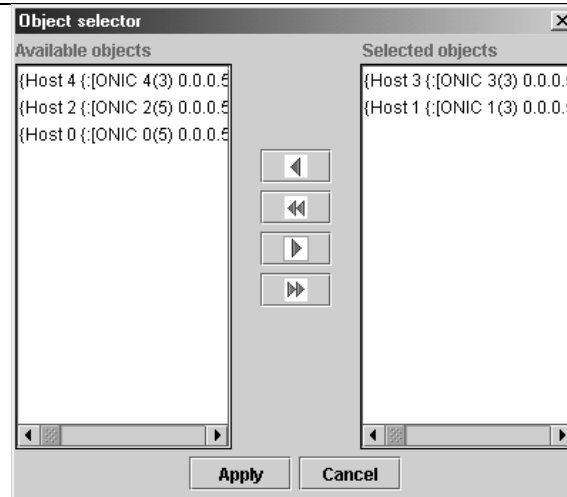 Object selector
Available objects
Selected objects
{Host 4 {:[ONIC 4(3) 0.0.0.5
{Host 2 {:[ONIC 2(5) 0.0.0.5
{Host 0 {:[ONIC 0(5) 0.0.0.5
{Host 3 {:[ONIC 3(3) 0.0.0.
{Host 1 {:[ONIC 1(3) 0.0.0.
Apply
Cancel